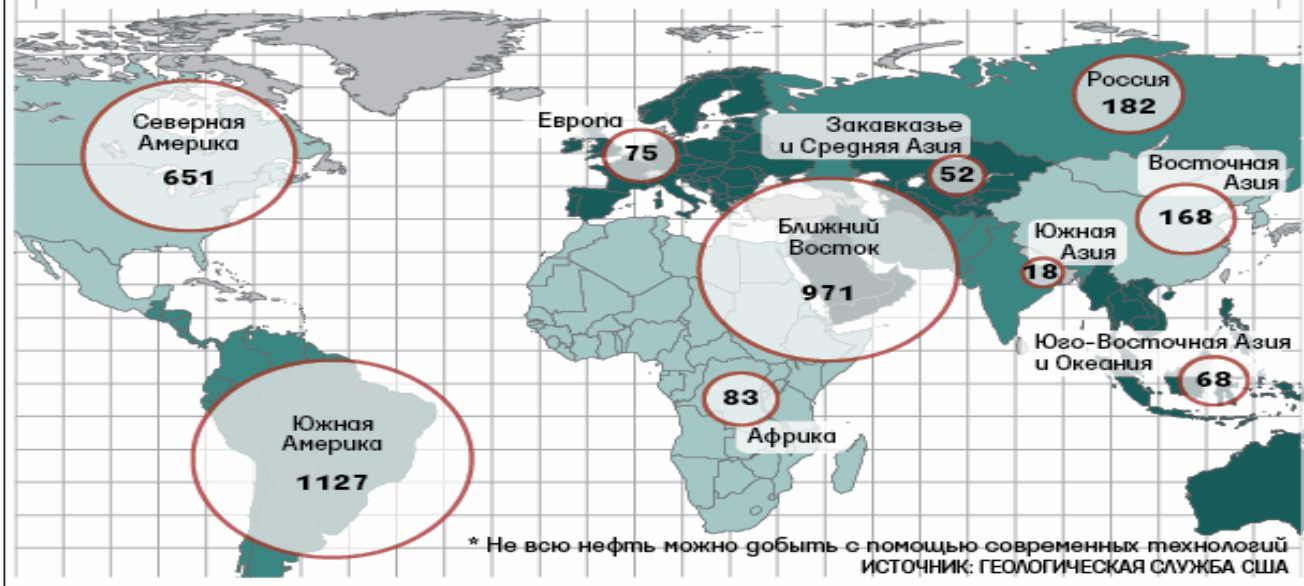 Северная
Америка
651
Европа
75
Закавказье
и Средняя Азия
52
Россия
182
Восточная
Азия
168
Ближний
Восток
971
Южная
Азия
18
Юго-Восточная Азия
и Океания
68
83
Африка
Южная
Америка
1127
* Не всю нефть можно добыть с помощью современных технологий
ИСТОЧНИК: ГЕОЛОГИЧЕСКАЯ СЛУЖБА США